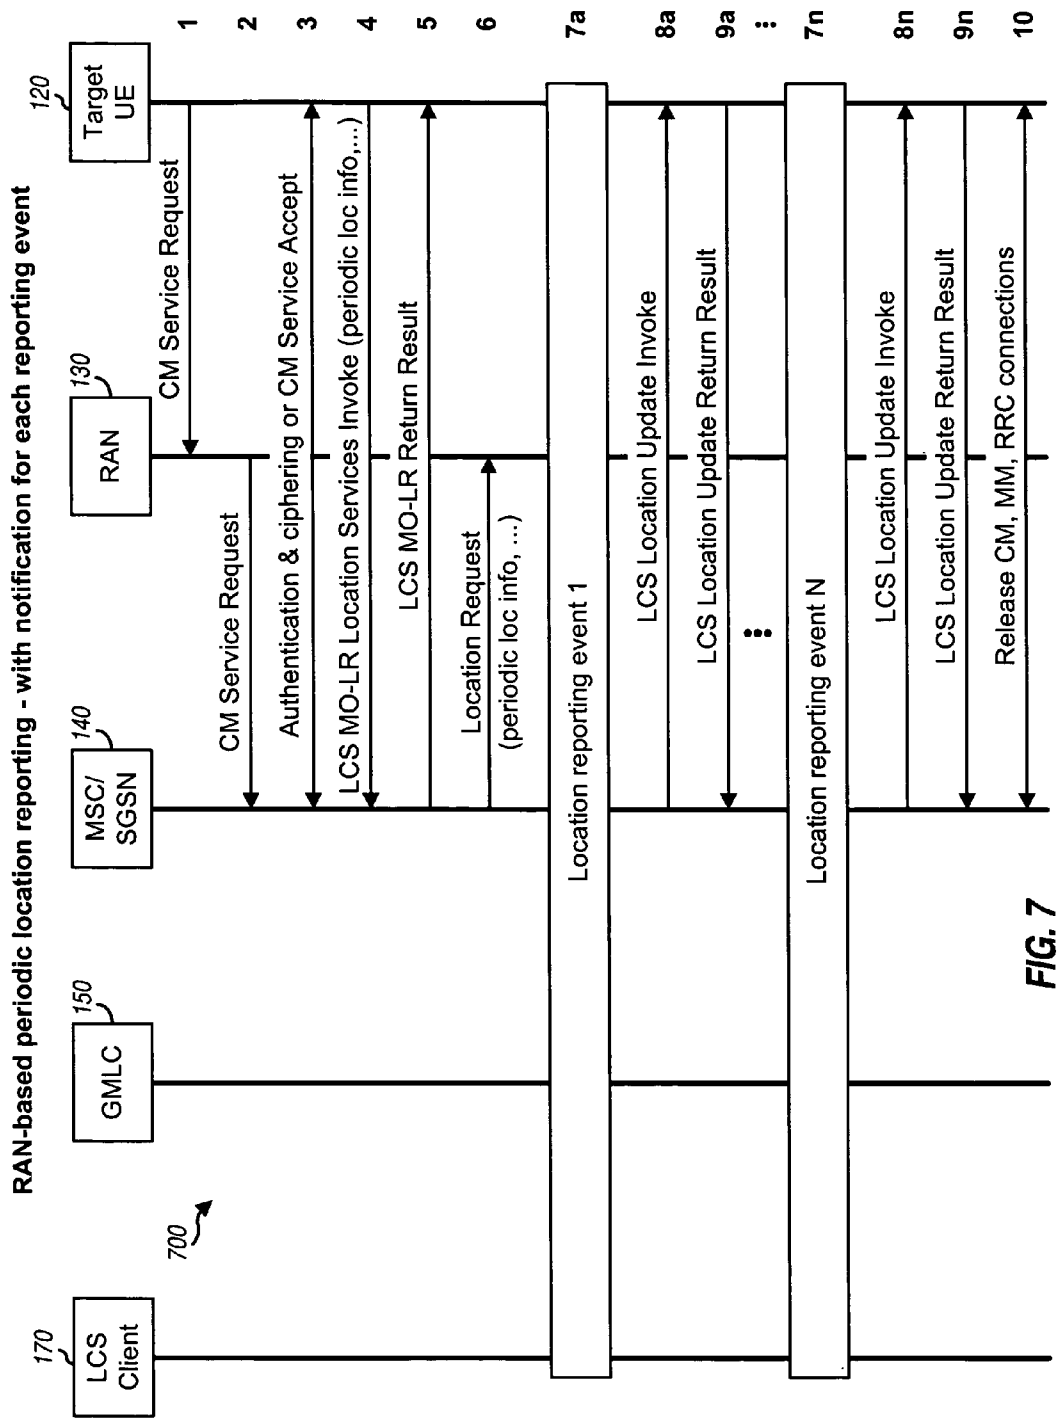 RAN-based periodic location reporting - with notification for each reporting event
170
LCS
Client
150
GMLC
140
MSC/
SGSN
130
RAN
120
Target
UE
700
CM Service Request
1
CM Service Request
2
Authentication & ciphering or CM Service Accept
3
LCS MO-LR Location Services Invoke (periodic loc info,...)
4
LCS MO-LR Return Result
5
Location Request
(periodic loc info, ...)
6
Location reporting event 1
7a
LCS Location Update Invoke
8a
LCS Location Update Return Result
9a
Location reporting event N
7n
LCS Location Update Invoke
8n
LCS Location Update Return Result
9n
Release CM, MM, RRC connections
10
FIG. 7